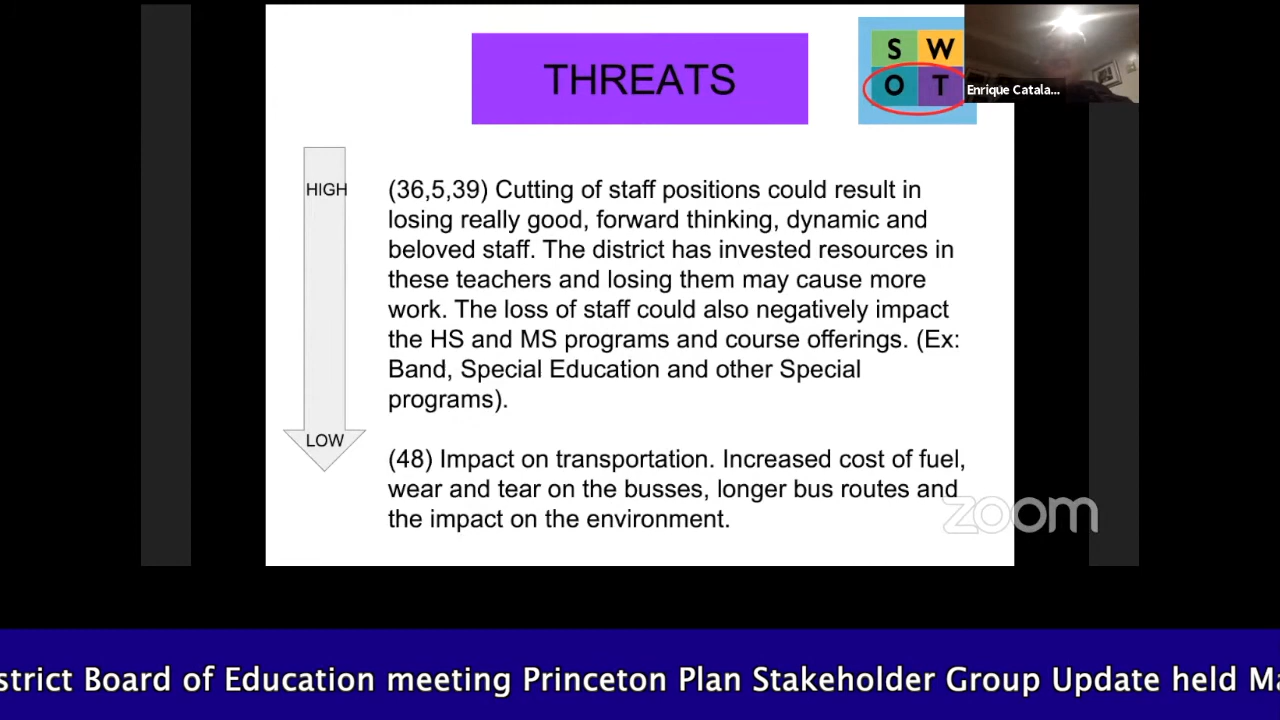 THREATS
S W
O T
Enrique Catala...
HIGH
(36,5,39) Cutting of staff positions could result in
losing really good, forward thinking, dynamic and
beloved staff. The district has invested resources in
these teachers and losing them may cause more
work. The loss of staff could also negatively impact
the HS and MS programs and course offerings. (Ex:
Band, Special Education and other Special
programs).
LOW
(48) Impact on transportation. Increased cost of fuel,
wear and tear on the busses, longer bus routes and
the impact on the environment.
zoom
strict Board of Education meeting Princeton Plan Stakeholder Group Update held Ma